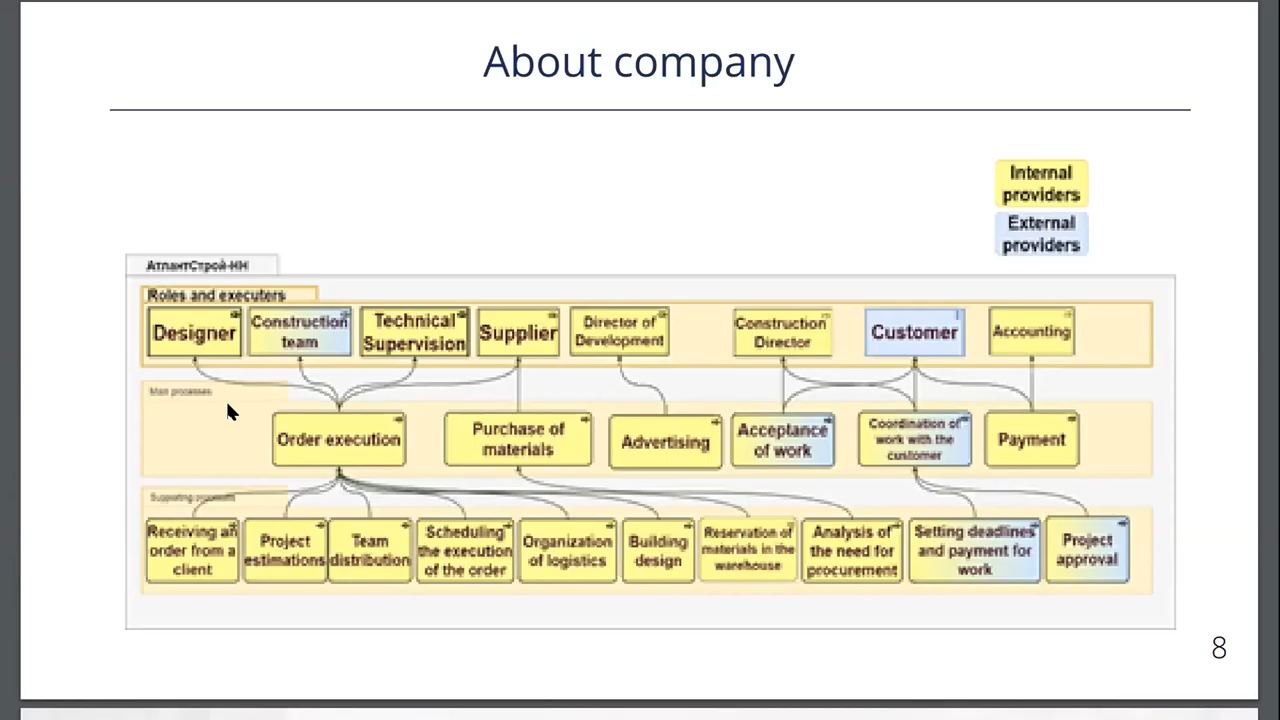 About company
Internal
providers
External
providers
АтлантСтрой-НН
Roles and executers
Designer
Construction
team
Technical
Supervision
Supplier
Director of
Development
Construction
Director
Customer
Accounting
Main processes
Order execution
Purchase of
materials
Advertising
Acceptance
of work
Coordination of
work with the
customer
Payment
Supporting processes
Receiving an
order from a
client
Project
estimations
Team
distribution
Scheduling
the execution
of the order
Organization
of logistics
Building
design
Reservation of
materials in the
warehouse
Analysis of
the need for
procurement
Setting deadlines
and payment for
work
Project
approval
8